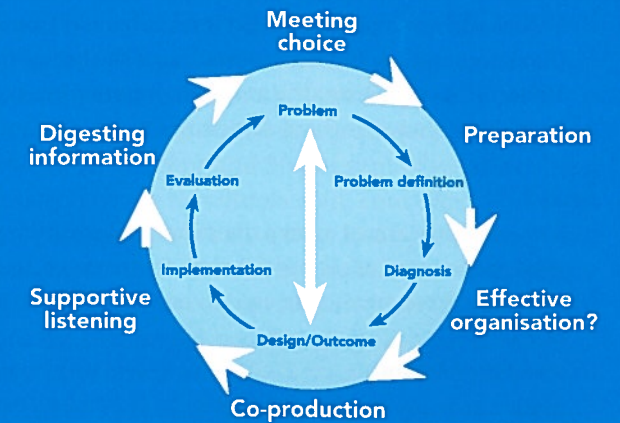 Meeting
choice
Preparation
Effective
organisation?
Co-production
Supportive
listening
Digesting
information
Problem
Problem definition
Diagnosis
Design/Outcome
Implementation
Evaluation